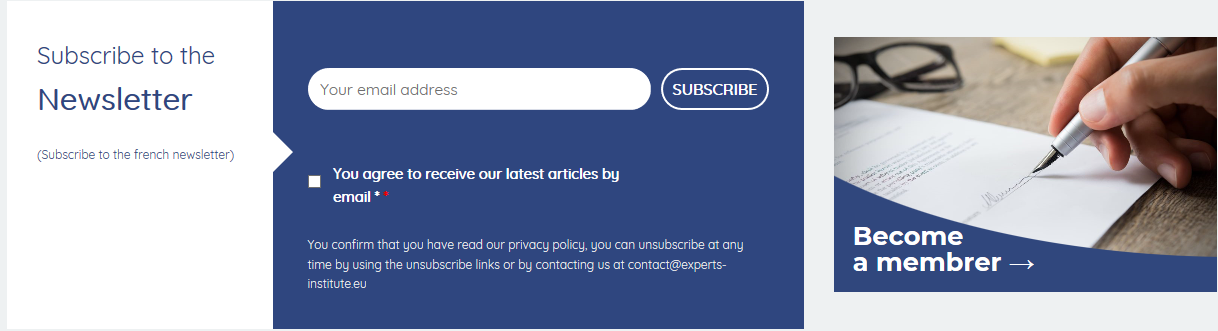 Subscribe to the
Newsletter
(Subscribe to the french newsletter)
Your email address
SUBSCRIBE
You agree to receive our latest articles by
email * *
You confirm that you have read our privacy policy, you can unsubscribe at any
time by using the unsubscribe links or by contacting us at contact@experts-
institute.eu
Become
a membrer →